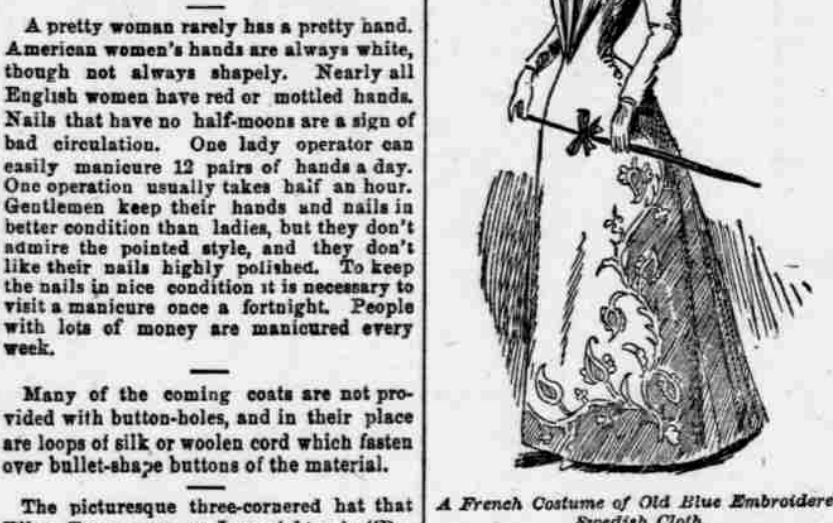 A pretty woman rarely has a pretty hand.
American women's hands are always white,
though not always shapely. Nearly all
English women have red or mottled hands.
Nails that have no half-moons are a sign of
bad circulation. One lady operator can
easily manicure 12 pairs of hands a day.
One operation usually takes half an hour.
Gentlemen keep their hands and nails in
better condition than ladies, but they don't
admire the pointed style, and they don't
like their nails highly polished. To keep
the nails in nice condition it is necessary to
visit a manicure once a fortnight. People
with lots of money are manicured every
week.
Many of the coming coats are not pro-
vided with button-holes, and in their place
are loops of silk or woolen cord which fasten
over bullet-shape buttons of the material.
The picturesque three-cornered hat that
A French Costume of Old Blue Embroidere
Swedish Cloth